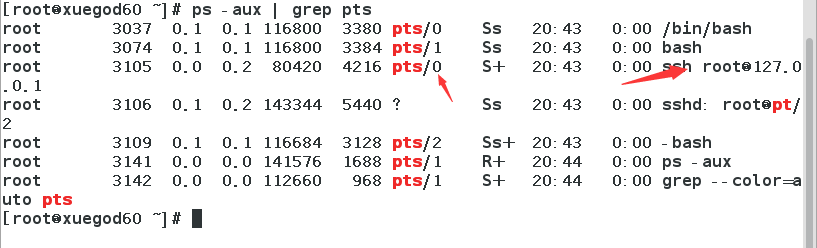 [root@xuegod60 ~]# ps -aux | grep pts
root 3037 0.1 0.1 116800 3380 pts/0 Ss 20:43 0:00 /bin/bash
root 3074 0.1 0.1 116800 3384 pts/1 Ss 20:43 0:00 bash
root 3105 0.0 0.2 80420 4216 pts/0 S+ 20:43 0:00 ssh root@127.0
.0.1
root 3106 0.1 0.2 143344 5440 ? Ss 20:43 0:00 sshd: root@pt/
2
root 3109 0.1 0.1 116684 3128 pts/2 Ss+ 20:43 0:00 -bash
root 3141 0.0 0.0 141576 1688 pts/1 R+ 20:44 0:00 ps -aux
root 3142 0.0 0.0 112660 968 pts/1 S+ 20:44 0:00 grep --color=a
uto pts
[root@xuegod60 ~]#